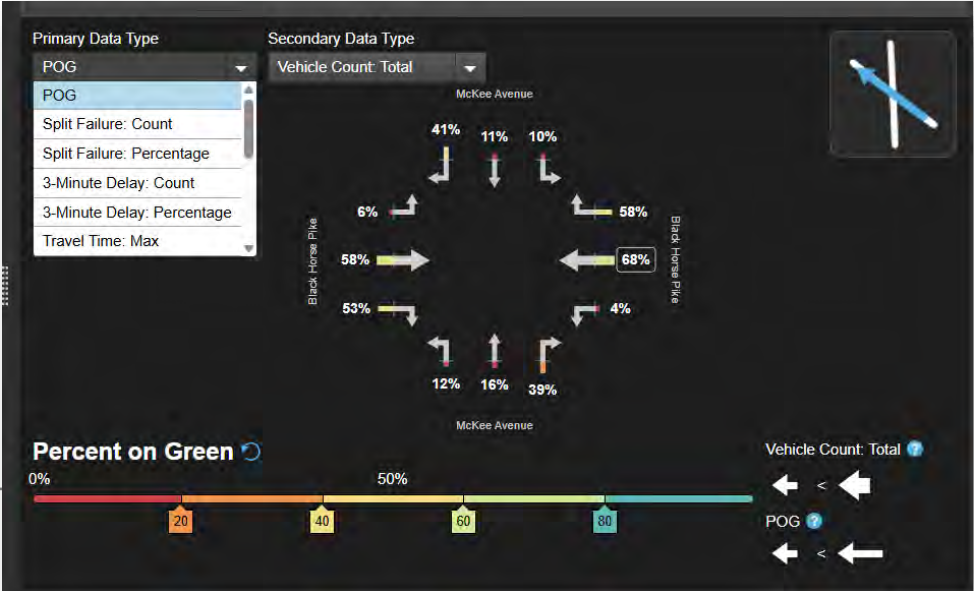 Primary Data Type
Secondary Data Type
POG
Vehicle Count: Total
POG
Split Failure: Count
Split Failure: Percentage
3-Minute Delay: Count
3-Minute Delay: Percentage
Travel Time: Max
McKee Avenue
41% 11% 10%
6% 58%
Black Horse Pike
Black Horse Pike
58% 68%
53% 4%
12% 16% 39%
McKee Avenue
Percent on Green
0% 50%
20 40 60 80
Vehicle Count: Total ?
<
POG ?
<